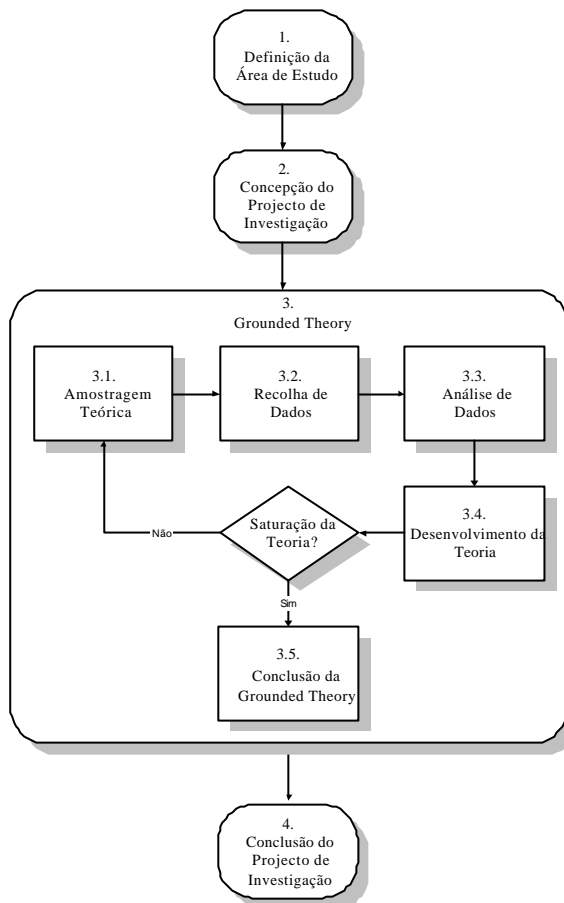 1.
Definição da
Área de Estudo
2.
Concepção do
Projecto de
Investigação
3.
Grounded Theory
3.1.
Amostragem
Teórica
3.2.
Recolha de
Dados
3.3.
Análise de
Dados
3.4.
Desenvolvimento da
Teoria
Saturação da
Teoria?
Não
Sim
3.5.
Conclusão da
Grounded Theory
4.
Conclusão do
Projecto de
Investigação